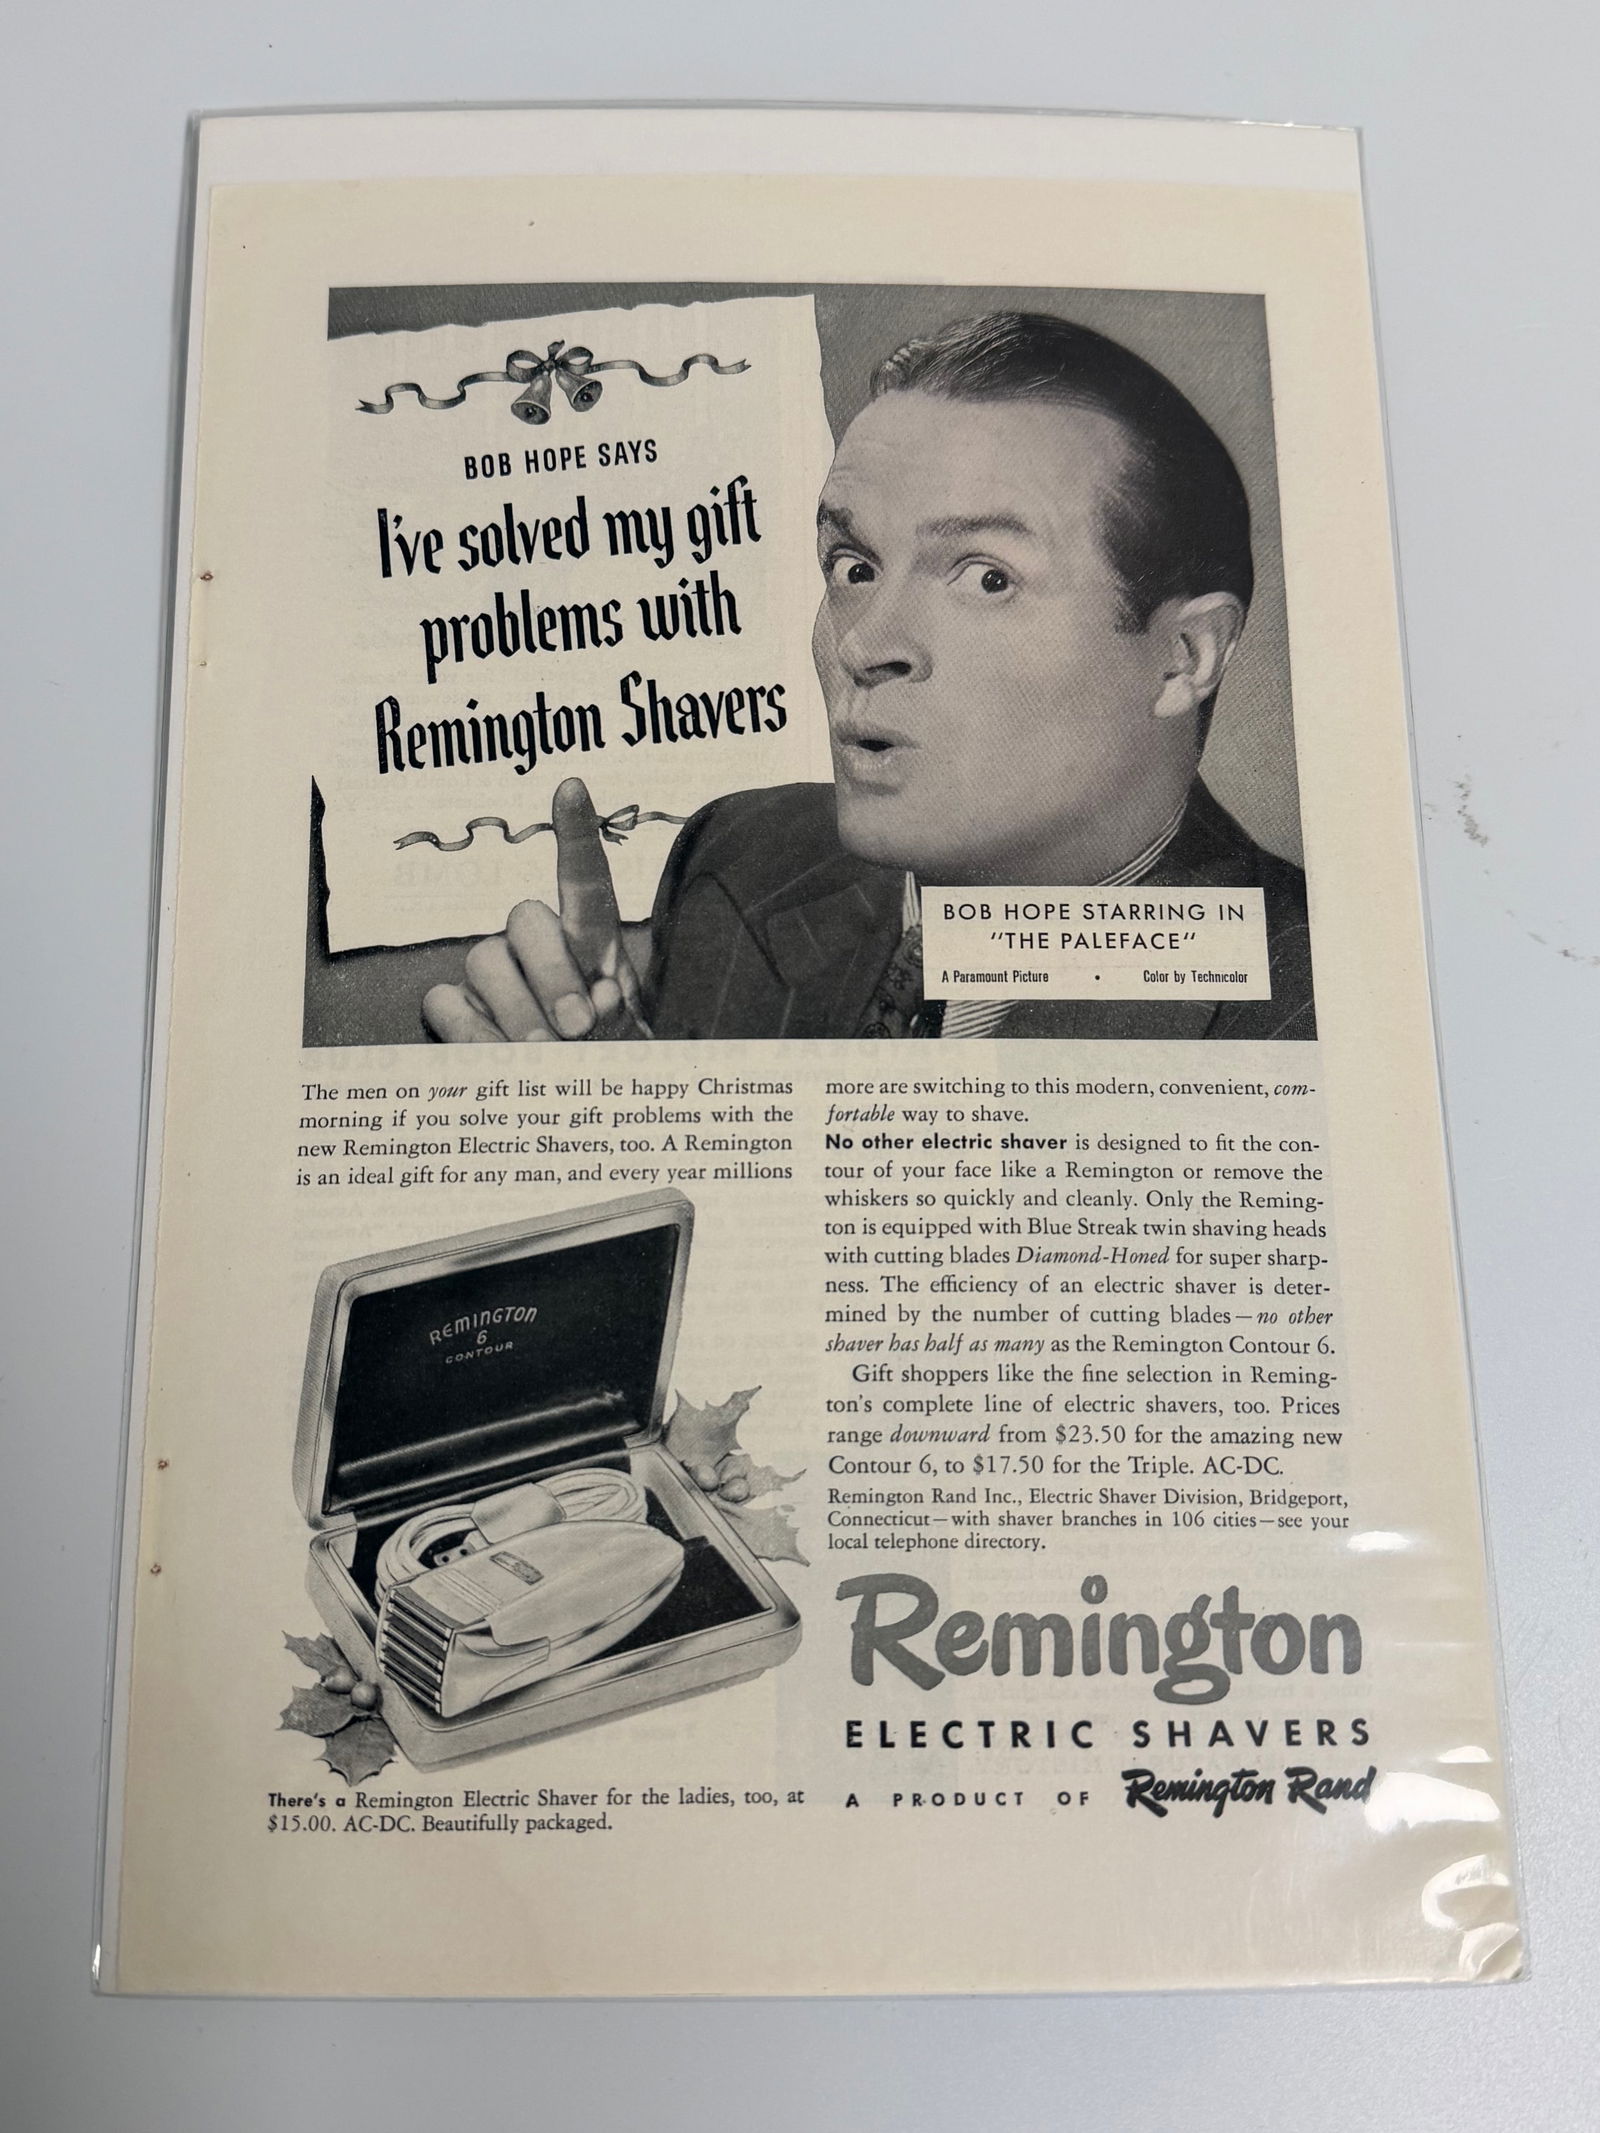 BOB HOPE SAYS
I've solved my gift
problems with
Remington Shavers
BOB HOPE STARRING IN
"THE PALEFACE"
A Paramount Picture • Color by Technicolor
The men on your gift list will be happy Christmas
morning if you solve your gift problems with the
new Remington Electric Shavers, too. A Remington
is an ideal gift for any man, and every year millions
more are switching to this modern, convenient, com-
fortable way to shave.
No other electric shaver is designed to fit the con-
tour of your face like a Remington or remove the
whiskers so quickly and cleanly. Only the Reming-
ton is equipped with Blue Streak twin shaving heads
with cutting blades Diamond-Honed for super sharp-
ness. The efficiency of an electric shaver is deter-
mined by the number of cutting blades—no other
shaver has half as many as the Remington Contour 6.
Gift shoppers like the fine selection in Reming-
ton's complete line of electric shavers, too. Prices
range downward from $23.50 for the amazing new
Contour 6, to $17.50 for the Triple. AC-DC.
Remington Rand Inc., Electric Shaver Division, Bridgeport,
Connecticut—with shaver branches in 106 cities—see your
local telephone directory.
REMINGTON
6
CONTOUR
There's a Remington Electric Shaver for the ladies, too, at
$15.00. AC-DC. Beautifully packaged.
Remington
ELECTRIC SHAVERS
A PRODUCT OF Remington Rand